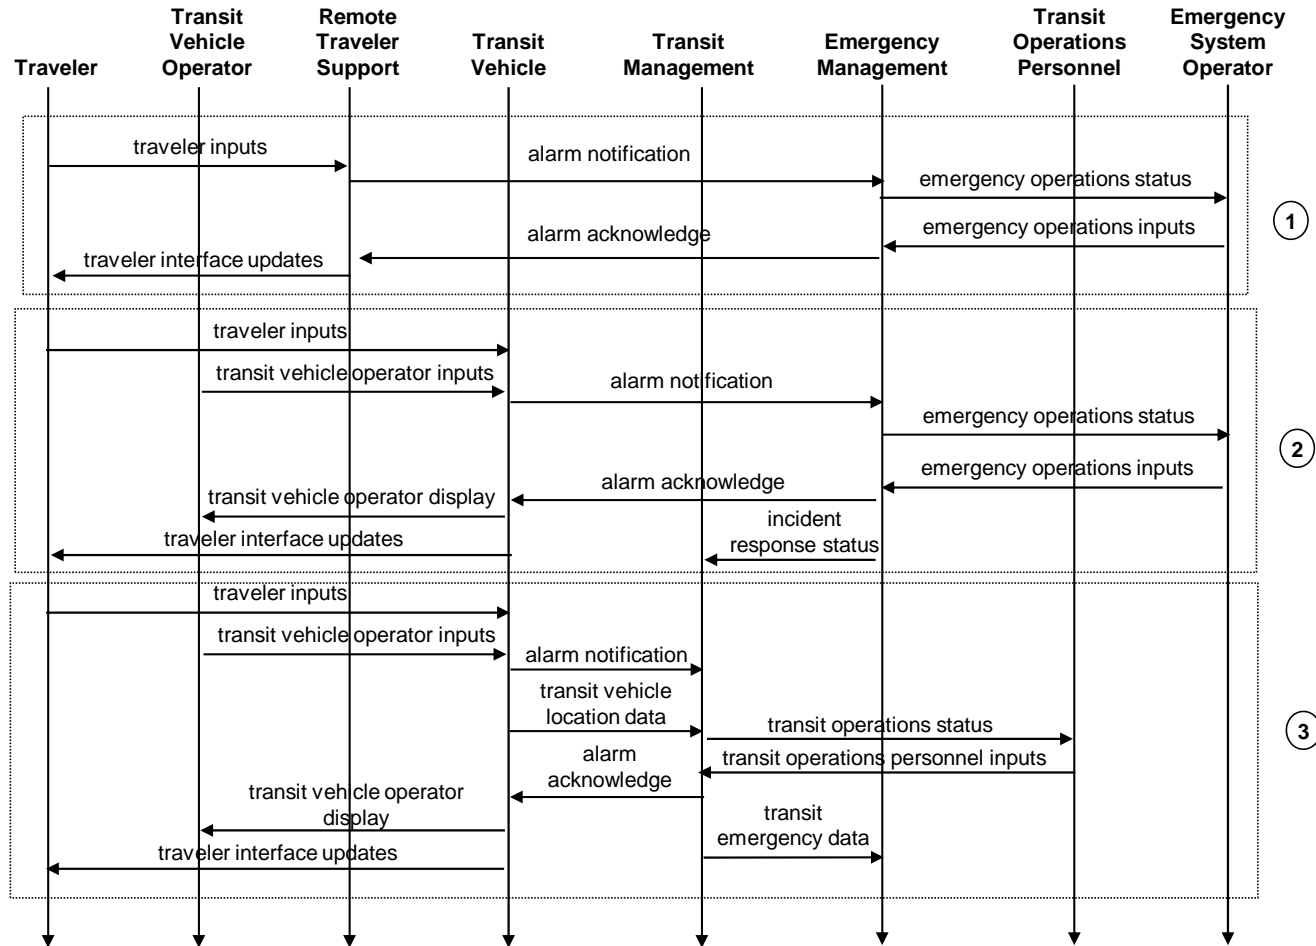 Traveler
Transit
Vehicle
Operator
Remote
Traveler
Support
Transit
Vehicle
Transit
Management
Emergency
Management
Transit
Operations
Personnel
Emergency
System
Operator
traveler inputs
alarm notification
emergency operations status
emergency operations inputs
alarm acknowledge
traveler interface updates
1
traveler inputs
transit vehicle operator inputs
alarm notification
emergency operations status
emergency operations inputs
alarm acknowledge
transit vehicle operator display
incident
response status
traveler interface updates
2
traveler inputs
transit vehicle operator inputs
alarm notification
transit vehicle
location data
transit operations status
transit operations personnel inputs
alarm
acknowledge
transit vehicle operator
display
transit
emergency data
traveler interface updates
3